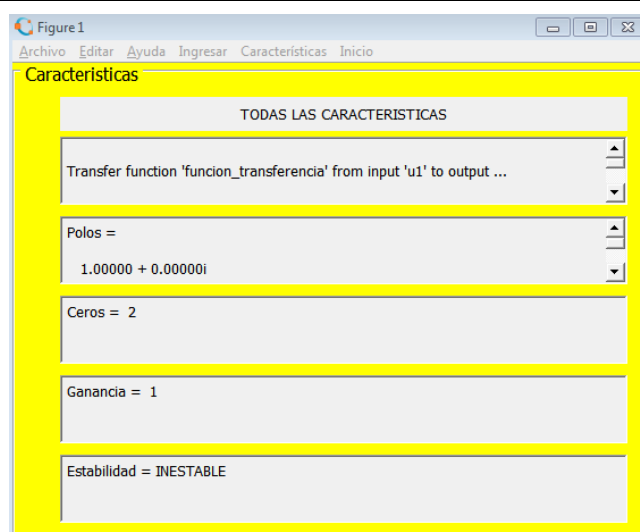 Figure 1
Archivo Editar Ayuda Ingresar Características Inicio
Caracteristicas
TODAS LAS CARACTERISTICAS
Transfer function 'funcion_transferencia' from input 'u1' to output ...
Polos =
1.00000 + 0.00000i
Ceros = 2
Ganancia = 1
Estabilidad = INESTABLE